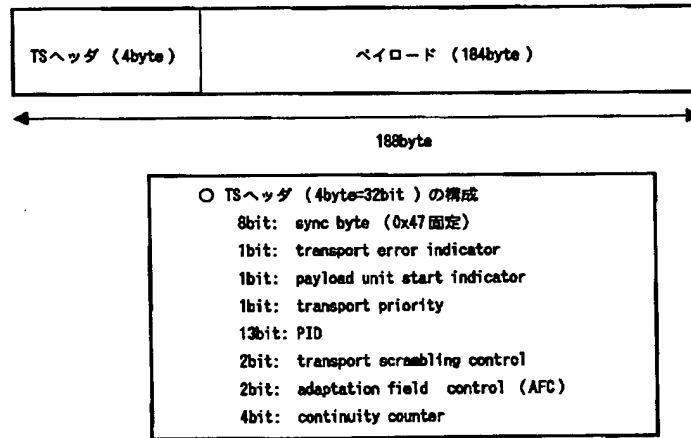 TSヘッダ (4byte)
ペイロード (184byte)
188byte
○ TSヘッダ (4byte=32bit) の構成
8bit: sync byte (0x47固定)
1bit: transport error indicator
1bit: payload unit start indicator
1bit: transport priority
13bit: PID
2bit: transport scrambling control
2bit: adaptation field control (AFC)
4bit: continuity counter